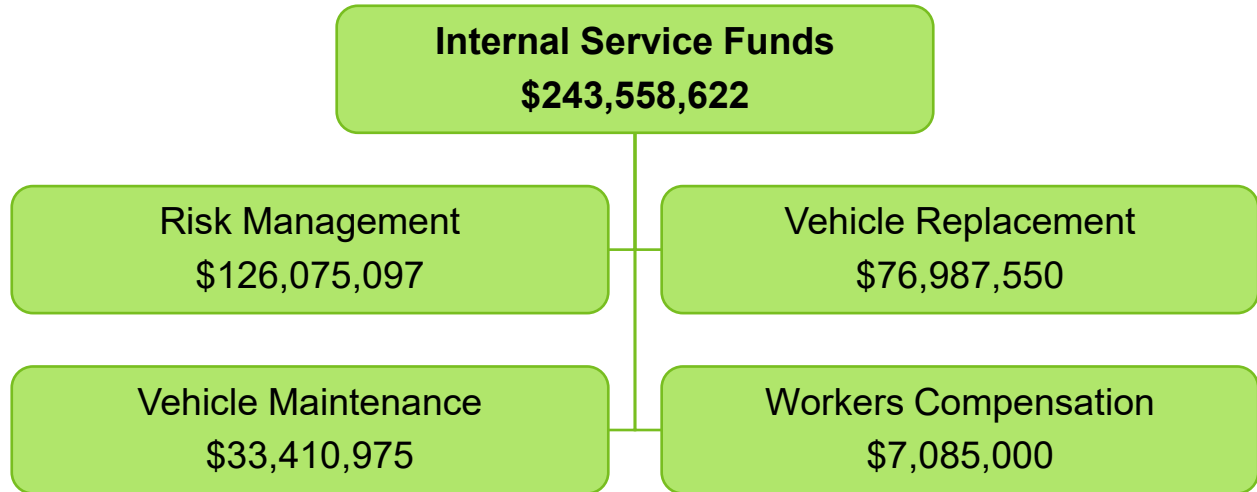 Internal Service Funds
$243,558,622
Risk Management
$126,075,097
Vehicle Replacement
$76,987,550
Vehicle Maintenance
$33,410,975
Workers Compensation
$7,085,000